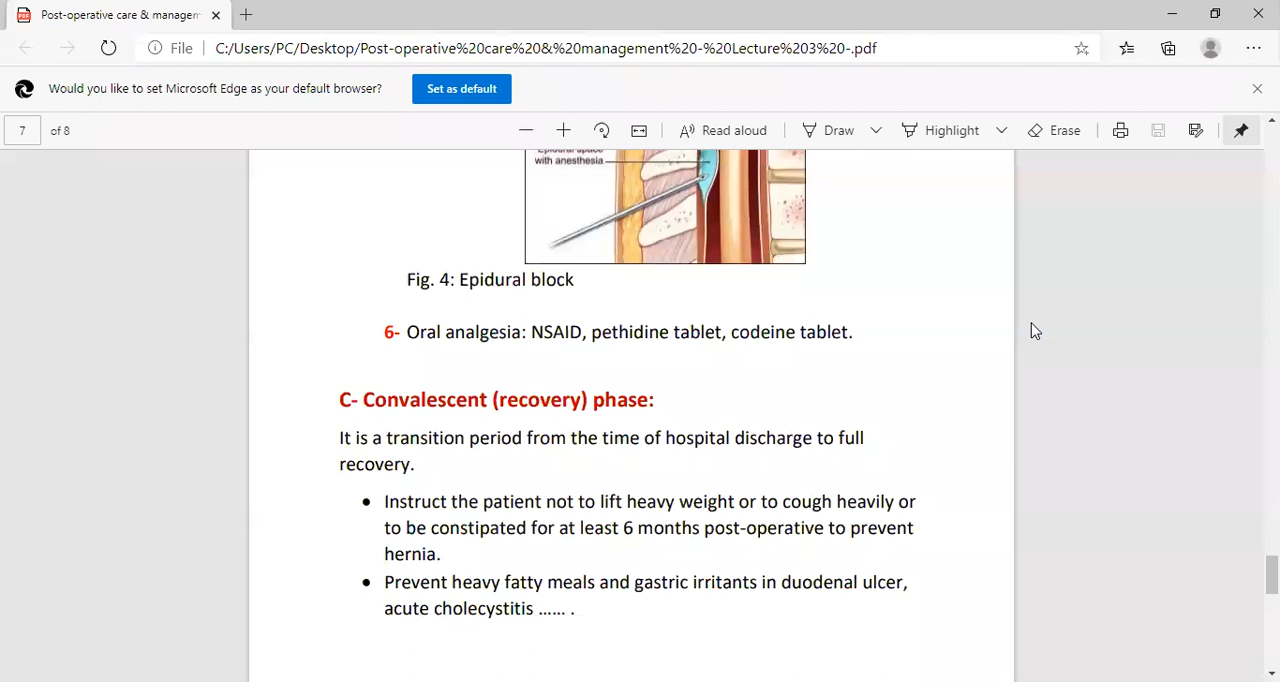 Post-operative care & managem
File
C:/Users/PC/Desktop/Post-operative%20care%20&%20management%20-%20Lecture%203%20-.pdf
Would you like to set Microsoft Edge as your default browser?
Set as default
7 of 8
Read aloud
Draw
Highlight
Erase
Epidural space
with anesthesia
Fig. 4: Epidural block
6- Oral analgesia: NSAID, pethidine tablet, codeine tablet.
C- Convalescent (recovery) phase:
It is a transition period from the time of hospital discharge to full
recovery.
• Instruct the patient not to lift heavy weight or to cough heavily or
to be constipated for at least 6 months post-operative to prevent
hernia.
• Prevent heavy fatty meals and gastric irritants in duodenal ulcer,
acute cholecystitis ...... .